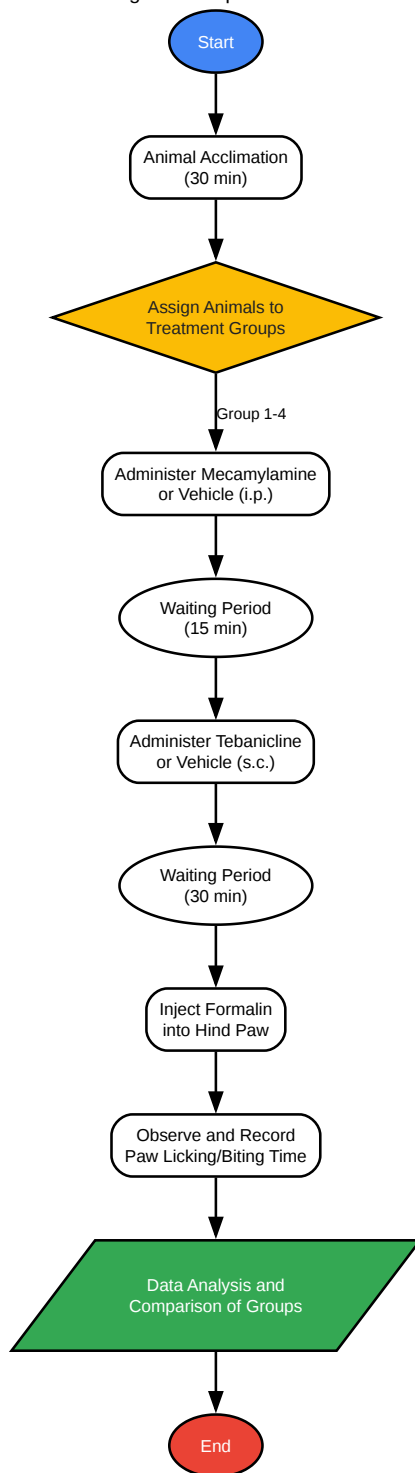 Start
Animal Acclimation
(30 min)
Assign Animals to
Treatment Groups
Group 1-4
Administer Mecamylamine
or Vehicle (i.p.)
Waiting Period
(15 min)
Administer Tebanicline
or Vehicle (s.c.)
Waiting Period
(30 min)
Inject Formalin
into Hind Paw
Observe and Record
Paw Licking/Biting Time
Data Analysis and
Comparison of Groups
End